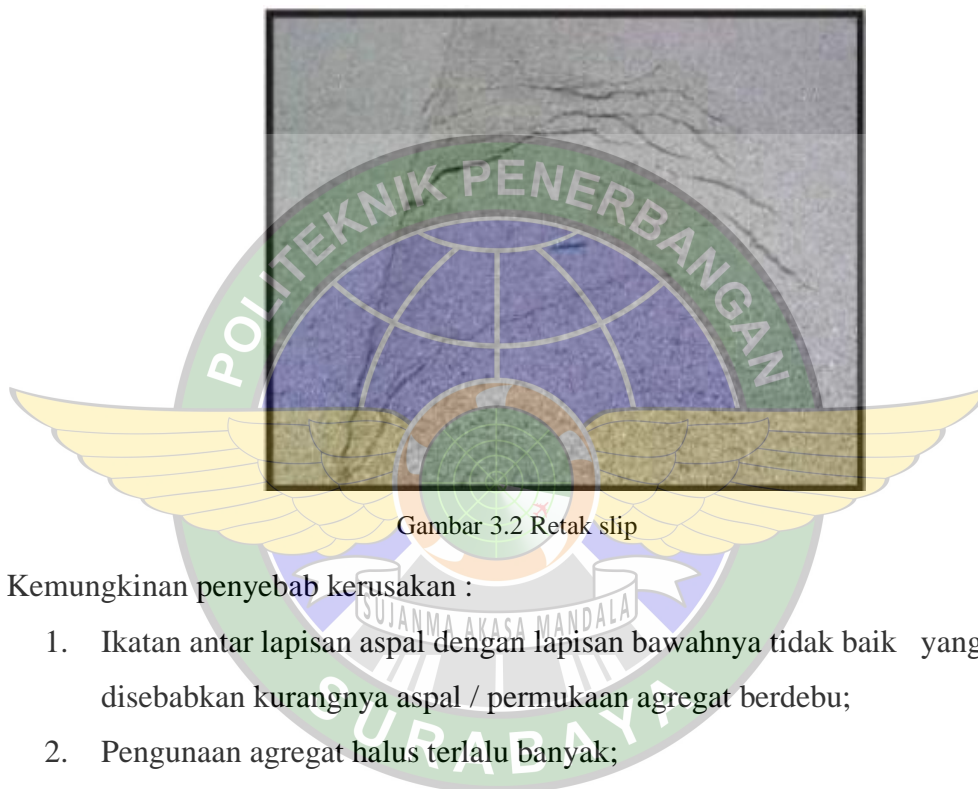 POLITEKNIK PENERBANGAN
Gambar 3.2 Retak slip
Kemungkinan penyebab kerusakan :
SUJANMA AKASA MANDALA
1. Ikatan antar lapisan aspal dengan lapisan bawahnya tidak baik yang
disebabkan kurangnya aspal / permukaan agregat berdebu;
SURABAYA
2. Pengunaan agregat halus terlalu banyak;